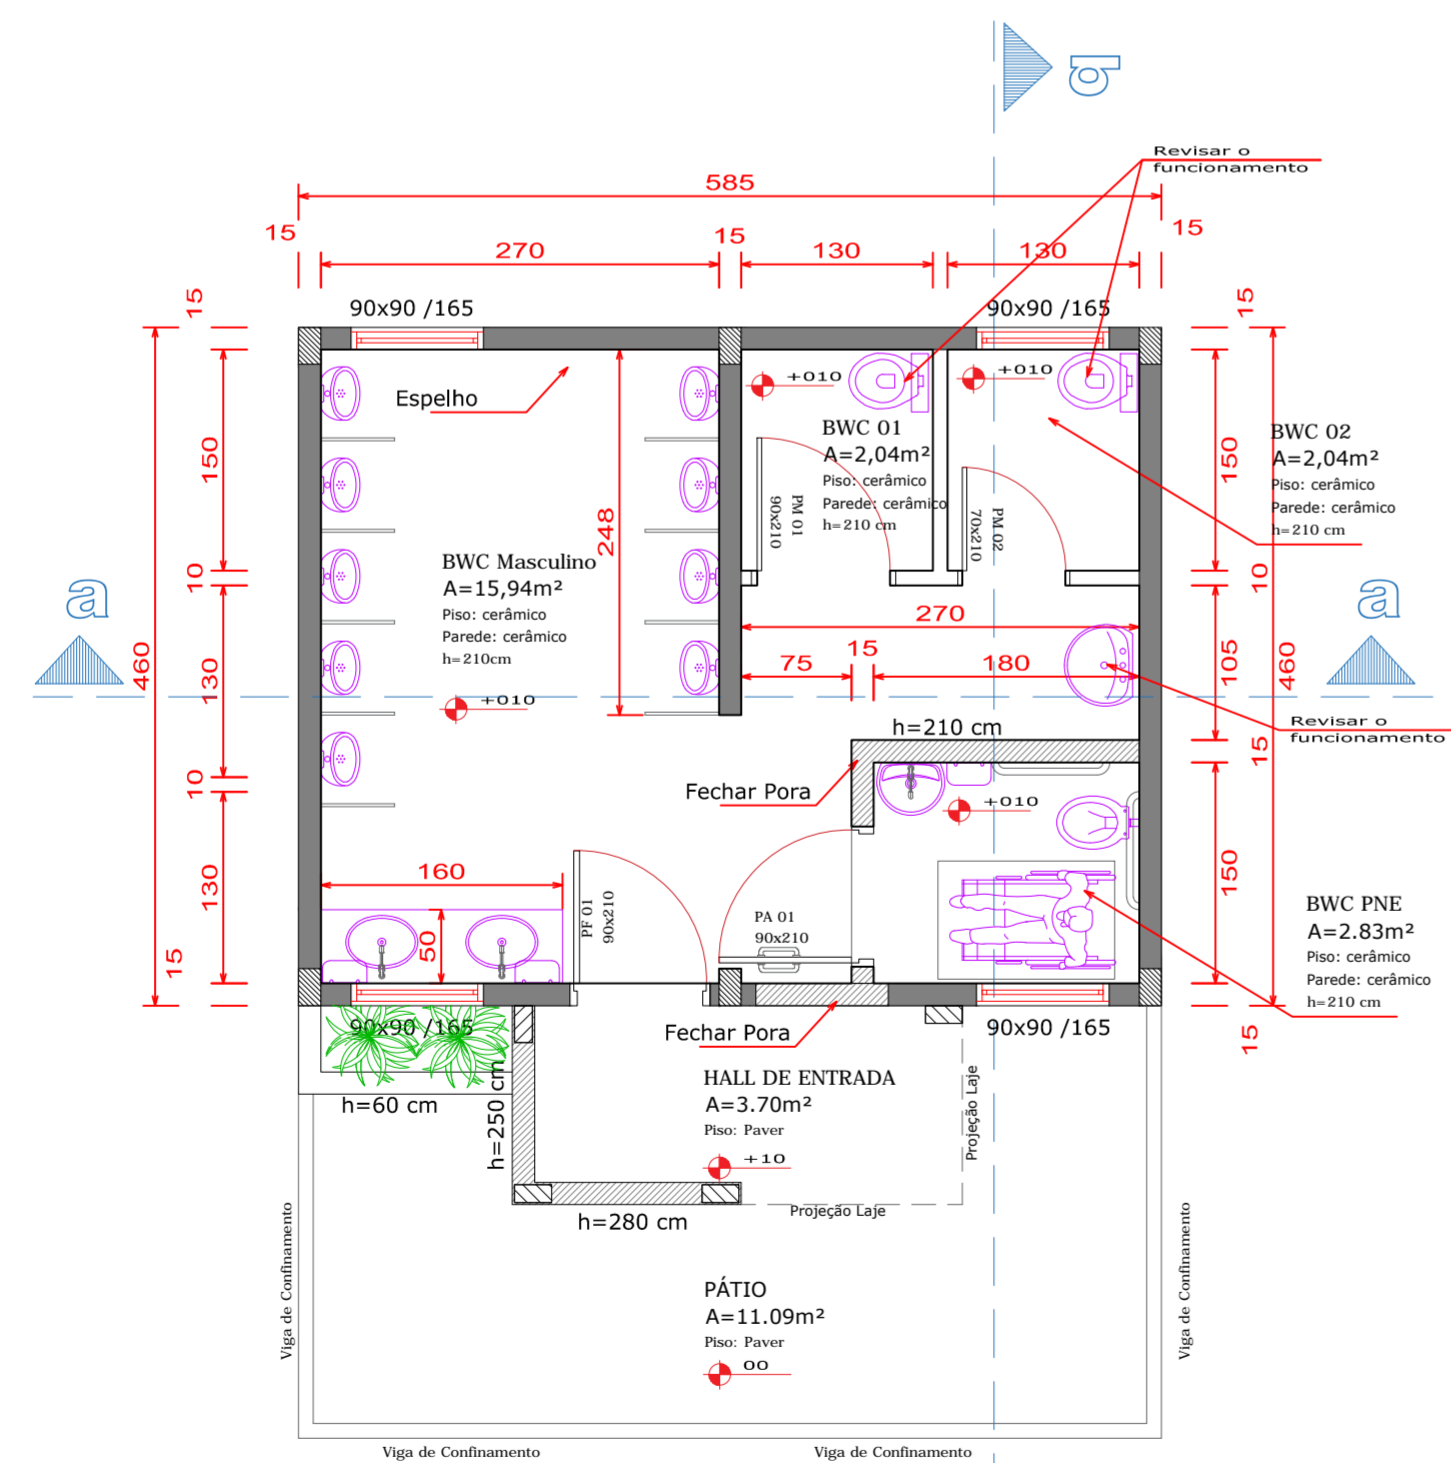 b
Revisar o
funcionamento
585
15
270
15
130
130
15
90x90 /165
90x90 /165
15
15
Espelho
+010
+010
BWC 01
A=2,04m²
Piso: cerâmico
Parede: cerâmico
h=210 cm
BWC 02
A=2,04m²
Piso: cerâmico
Parede: cerâmico
h=210 cm
150
150
PM 01
90x210
PM 02
70x210
248
BWC Masculino
A=15,94m²
Piso: cerâmico
Parede: cerâmico
h=210cm
10
10
a
a
270
75
15
180
460
130
105
460
+010
Revisar o
funcionamento
h=210 cm
15
10
Fechar Pora
+010
130
160
150
50
PF 01
90x210
PA 01
90x210
BWC PNE
A=2.83m²
Piso: cerâmico
Parede: cerâmico
h=210 cm
15
15
90x90 /165
Fechar Pora
90x90 /165
h=60 cm
h=250 cm
HALL DE ENTRADA
A=3.70m²
Piso: Paver
+10
Projeção Laje
Projeção Laje
h=280 cm
Viga de Confinamento
Viga de Confinamento
PÁTIO
A=11.09m²
Piso: Paver
00
Viga de Confinamento
Viga de Confinamento